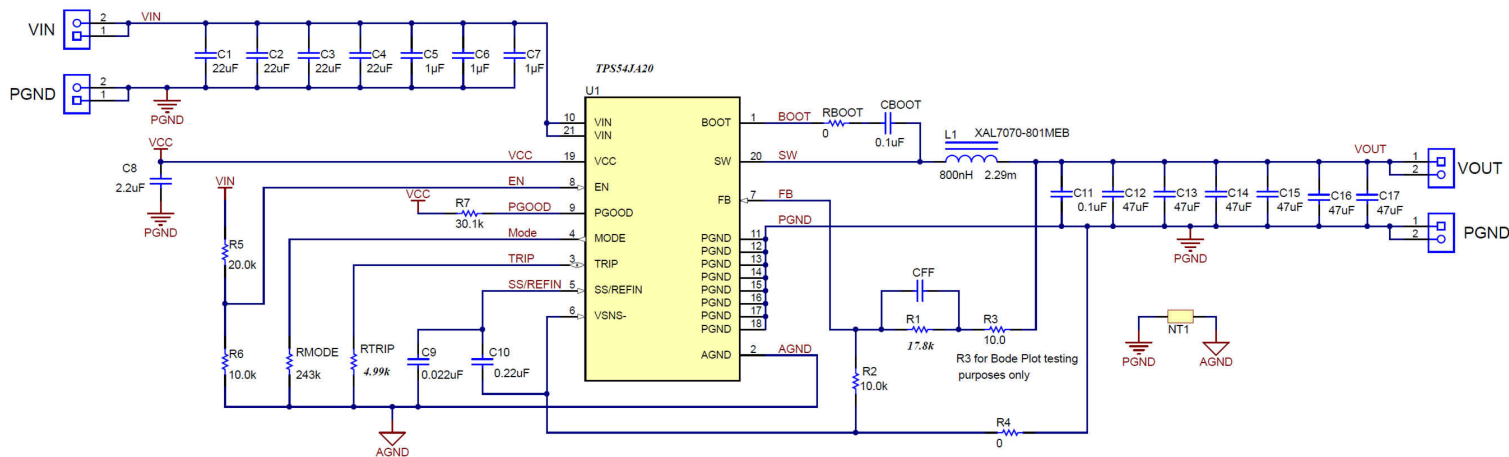 VIN
2
1
VIN
PGND
2
1
PGND
C1
22uF
C2
22uF
C3
22uF
C4
22uF
C5
1µF
C6
1µF
C7
1µF
VCC
C8
2.2uF
PGND
VIN
R5
20.0k
R6
10.0k
VCC
R7
30.1k
VCC
EN
PGOOD
Mode
TRIP
SS/REFIN
RMODE
243k
RTRIP
4.99k
C9
0.022uF
C10
0.22uF
AGND
TPS54JA20
U1
10 VIN
21 VIN
19 VCC
8 EN
9 PGOOD
4 MODE
3 TRIP
5 SS/REFIN
6 VSNS-
BOOT 1
SW 20
FB 7
PGND 11
PGND 12
PGND 13
PGND 14
PGND 15
PGND 16
PGND 17
PGND 18
AGND 2
BOOT
SW
FB
PGND
AGND
RBOOT
0
CBOOT
0.1uF
L1 XAL7070-801MEB
800nH 2.29m
CFF
R1
17.8k
R3
10.0
R3 for Bode Plot testing
purposes only
R2
10.0k
R4
0
C11
0.1uF
C12
47uF
C13
47uF
C14
47uF
C15
47uF
C16
47uF
C17
47uF
VOUT
1
2
VOUT
PGND
1
2
PGND
NT1
PGND
AGND